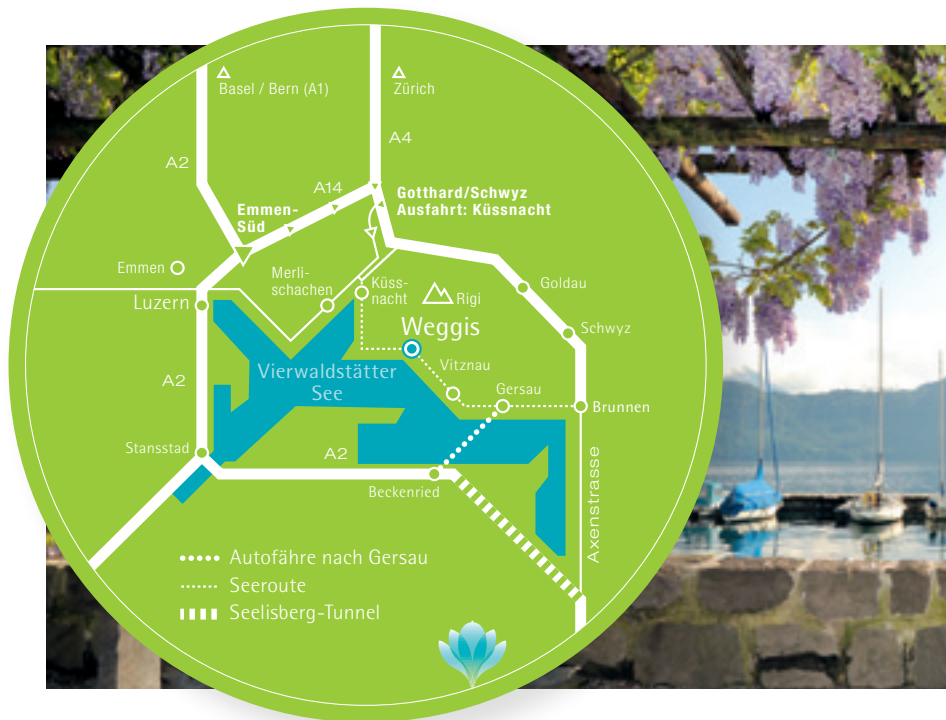 Basel / Bern (A1)
Zürich
A2
A4
A14
Gotthard/Schwyz
Ausfahrt: Küssnacht
Emmen-
Süd
Emmen
Merli-
schachen
Küss-
nacht
Rigi
Goldau
Luzern
Weggis
Schwyz
Vitznau
Vierwaldstätter
See
A2
Gersau
Brunnen
Stansstad
A2
Beckenried
Axenstrasse
Autofähre nach Gersau
Seeroute
Seelisberg-Tunnel